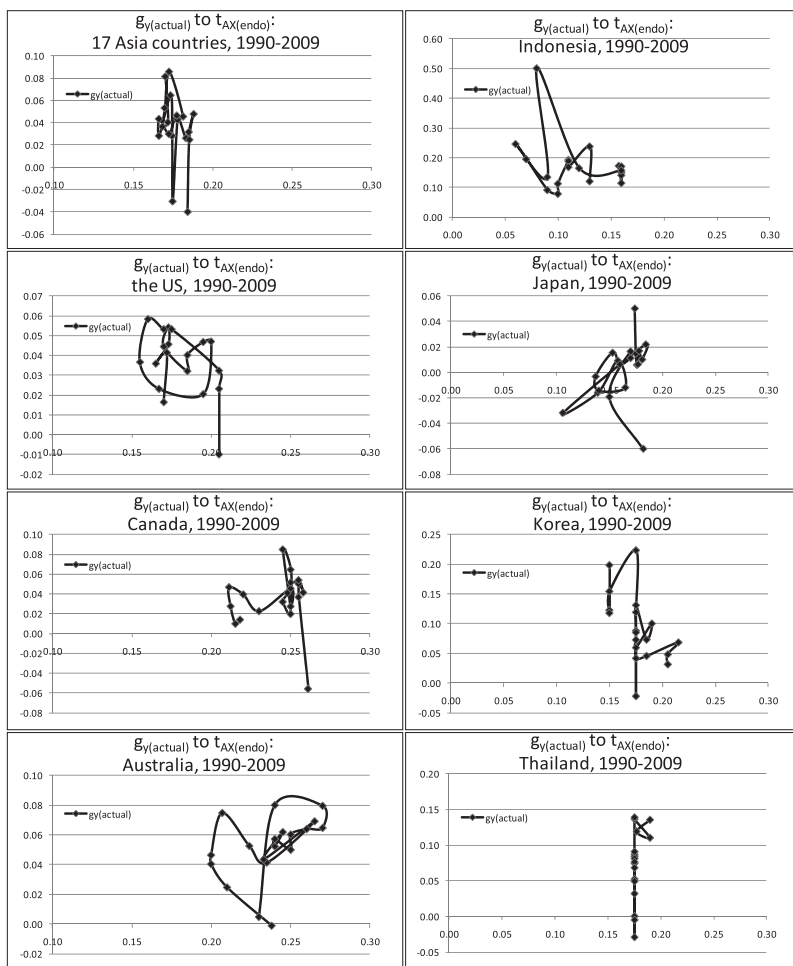 gy(actual) to tAX(endo):
17 Asia countries, 1990-2009
0.10
0.08
0.06
0.04
0.02
0.00
-0.02
-0.04
-0.06
gy(actual)
0.10 0.15 0.20 0.25 0.30
gy(actual) to tAX(endo):
Indonesia, 1990-2009
0.60
0.50
0.40
0.30
0.20
0.10
0.00
gy(actual)
0.00 0.05 0.10 0.15 0.20 0.25 0.30
gy(actual) to tAX(endo):
the US, 1990-2009
0.07
0.06
0.05
0.04
0.03
0.02
0.01
0.00
-0.01
-0.02
gy(actual)
0.10 0.15 0.20 0.25 0.30
gy(actual) to tAX(endo):
Japan, 1990-2009
0.06
0.04
0.02
0.00
-0.02
-0.04
-0.06
-0.08
gy(actual)
0.00 0.05 0.10 0.15 0.20 0.25 0.30
gy(actual) to tAX(endo):
Canada, 1990-2009
0.10
0.08
0.06
0.04
0.02
0.00
-0.02
-0.04
-0.06
-0.08
gy(actual)
0.10 0.15 0.20 0.25 0.30
gy(actual) to tAX(endo):
Korea, 1990-2009
0.25
0.20
0.15
0.10
0.05
0.00
-0.05
gy(actual)
0.00 0.05 0.10 0.15 0.20 0.25 0.30
gy(actual) to tAX(endo):
Australia, 1990-2009
0.10
0.08
0.06
0.04
0.02
0.00
-0.02
gy(actual)
0.10 0.15 0.20 0.25 0.30
gy(actual) to tAX(endo):
Thailand, 1990-2009
0.20
0.15
0.10
0.05
0.00
-0.05
gy(actual)
0.00 0.05 0.10 0.15 0.20 0.25 0.30